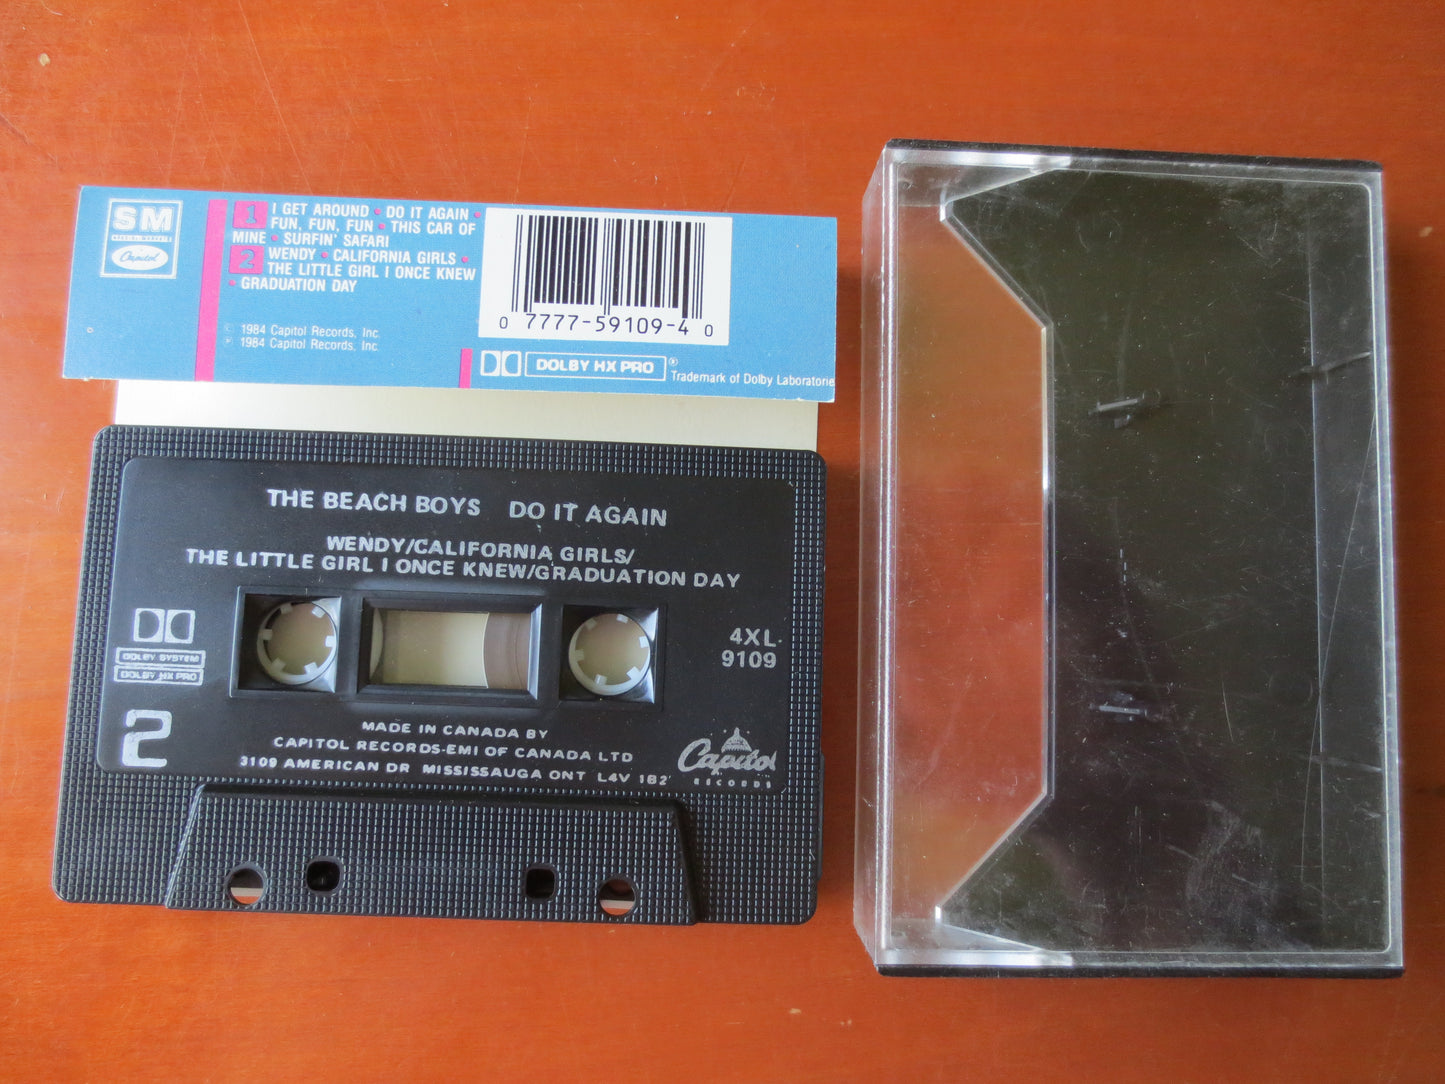 SM
Capitol
1 I GET AROUND • DO IT AGAIN •
FUN, FUN, FUN • THIS CAR OF
MINE • SURFIN' SAFARI
2 WENDY • CALIFORNIA GIRLS •
THE LITTLE GIRL I ONCE KNEW
• GRADUATION DAY
© 1984 Capitol Records, Inc.
℗ 1984 Capitol Records, Inc.
0 7777-59109-4 0
DOLBY HX PRO ®
Trademark of Dolby Laboratorie
THE BEACH BOYS DO IT AGAIN
WENDY/CALIFORNIA GIRLS/
THE LITTLE GIRL I ONCE KNEW/GRADUATION DAY
DOLBY SYSTEM
DOLBY HX PRO
4XL
9109
2
MADE IN CANADA BY
CAPITOL RECORDS-EMI OF CANADA LTD
3109 AMERICAN DR MISSISSAUGA ONT L4V 1B2
Capitol
RECORDS